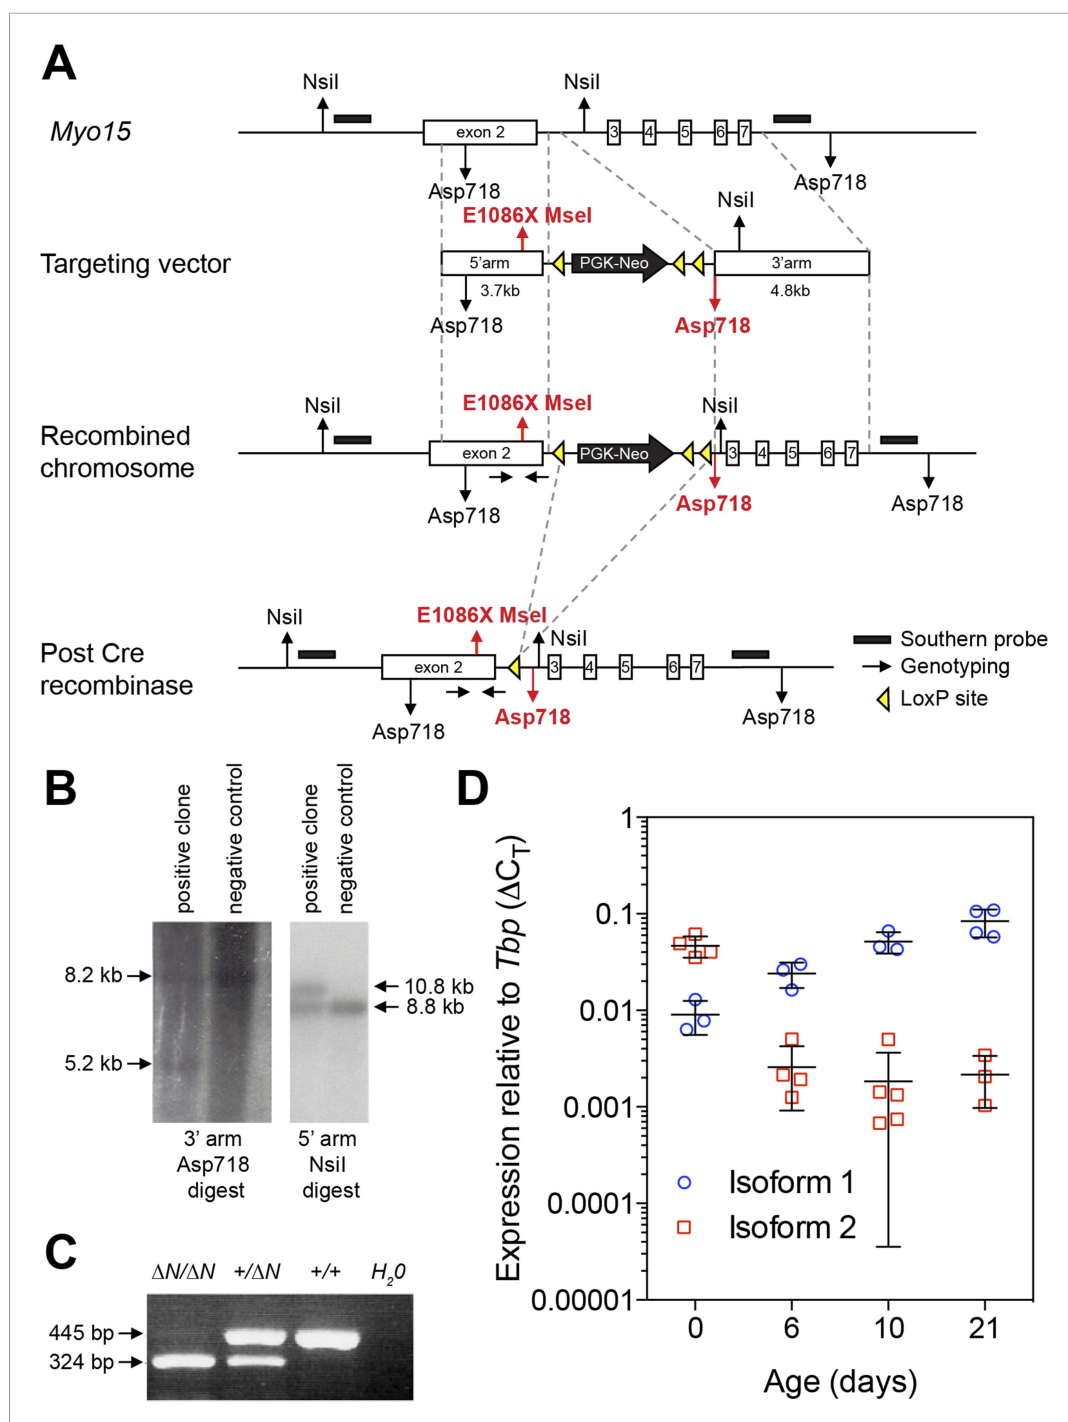 A
NsiI
NsiI
Myo15
exon 2
3
4
5
6
7
Asp718
Asp718
E1086X MseI
NsiI
Targeting vector
5'arm
PGK-Neo
3'arm
3.7kb
4.8kb
Asp718
Asp718
NsiI
E1086X MseI
NsiI
Recombined
chromosome
exon 2
PGK-Neo
3
4
5
6
7
Asp718
Asp718
Asp718
NsiI
E1086X MseI
NsiI
Post Cre
recombinase
exon 2
3
4
5
6
7
Asp718
Asp718
Asp718
Southern probe
Genotyping
LoxP site
B
positive clone
negative control
positive clone
negative control
8.2 kb
5.2 kb
10.8 kb
8.8 kb
3' arm
Asp718
digest
5' arm
NsiI
digest
C
ΔN/ΔN
+/ΔN
+/+
H₂0
445 bp
324 bp
D
Expression relative to Tbp (ΔC_T)
1
0.1
0.01
0.001
0.0001
0.00001
Isoform 1
Isoform 2
0
6
10
21
Age (days)